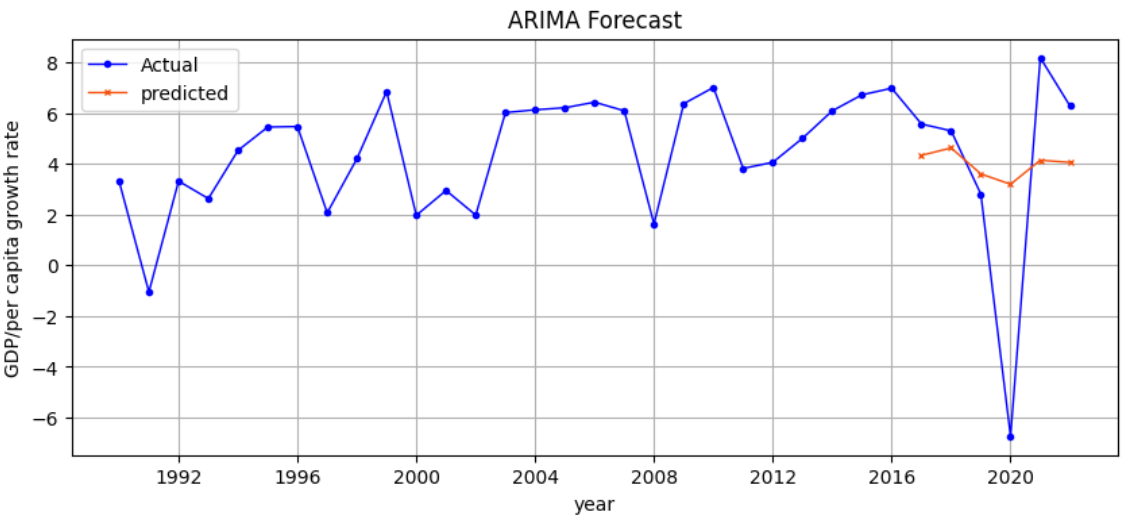 ARIMA Forecast
Actual
predicted
GDP/per capita growth rate
8
6
4
2
0
−2
−4
−6
1992 1996 2000 2004 2008 2012 2016 2020
year